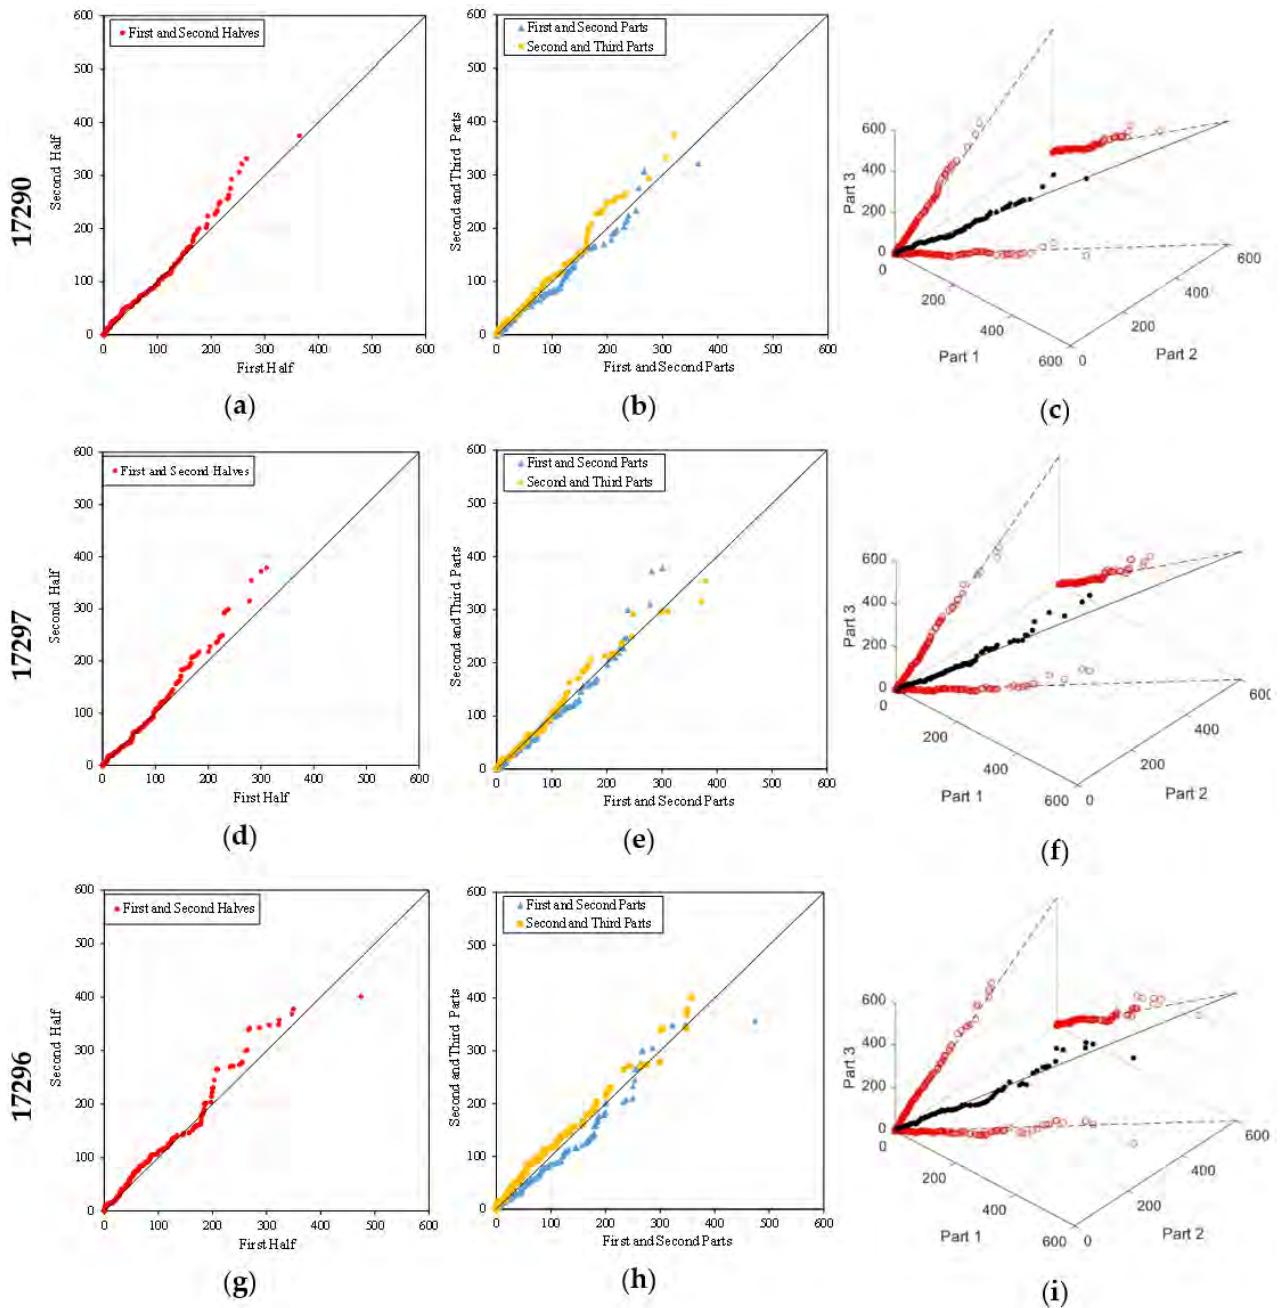 17290
600
500
400
300
200
100
0
Second Half
First and Second Halves
0 100 200 300 400 500 600
First Half
(a)
600
500
400
300
200
100
0
Second and Third Parts
First and Second Parts
Second and Third Parts
0 100 200 300 400 500 600
First and Second Parts
(b)
600
400
200
0
Part 3
0
200
400
600
Part 1
0
200
400
600
Part 2
(c)
17297
600
500
400
300
200
100
0
Second Half
First and Second Halves
0 100 200 300 400 500 600
First Half
(d)
600
500
400
300
200
100
0
Second and Third Parts
First and Second Parts
Second and Third Parts
0 100 200 300 400 500 600
First and Second Parts
(e)
600
400
200
0
Part 3
0
200
400
600
Part 1
0
200
400
600
Part 2
(f)
17296
600
500
400
300
200
100
0
Second Half
First and Second Halves
0 100 200 300 400 500 600
First Half
(g)
600
500
400
300
200
100
0
Second and Third Parts
First and Second Parts
Second and Third Parts
0 100 200 300 400 500 600
First and Second Parts
(h)
600
400
200
0
Part 3
0
200
400
600
Part 1
0
200
400
600
Part 2
(i)